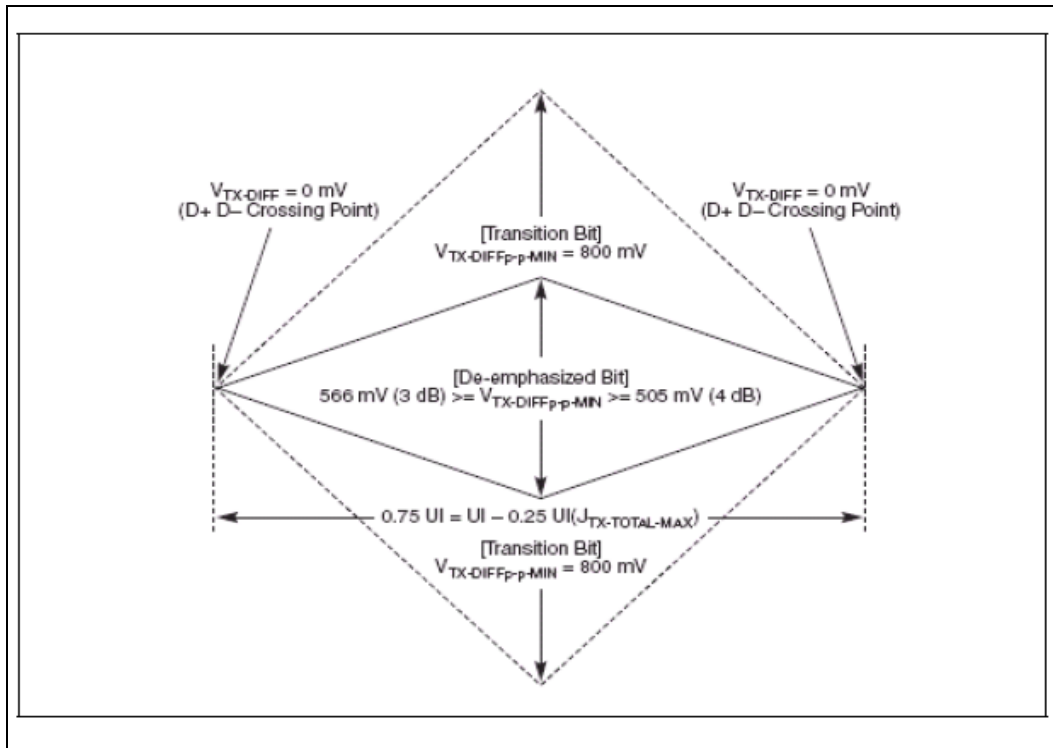 V_TX-DIFF = 0 mV
(D+ D– Crossing Point)
V_TX-DIFF = 0 mV
(D+ D– Crossing Point)
[Transition Bit]
V_TX-DIFFp-p-MIN = 800 mV
[De-emphasized Bit]
566 mV (3 dB) >= V_TX-DIFFp-p-MIN >= 505 mV (4 dB)
0.75 UI = UI – 0.25 UI(J_TX-TOTAL-MAX)
[Transition Bit]
V_TX-DIFFp-p-MIN = 800 mV